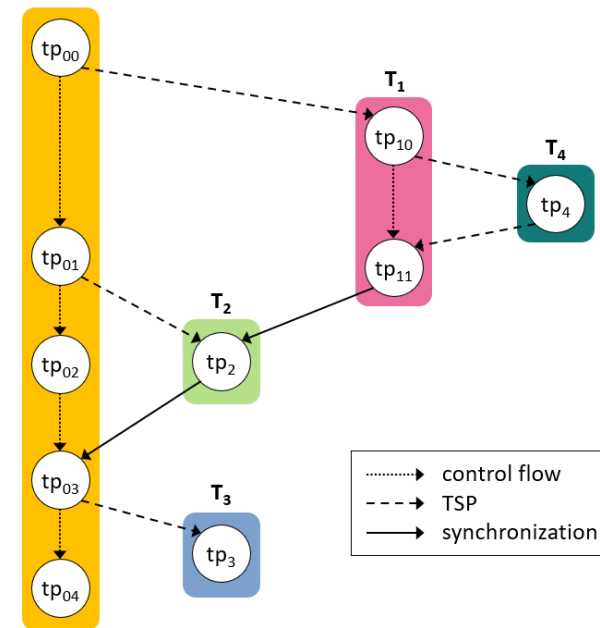 tp₀₀
T₁
tp₁₀
T₄
tp₄
tp₀₁
tp₁₁
T₂
tp₂
tp₀₂
tp₀₃
T₃
tp₃
tp₀₄
control flow
TSP
synchronization